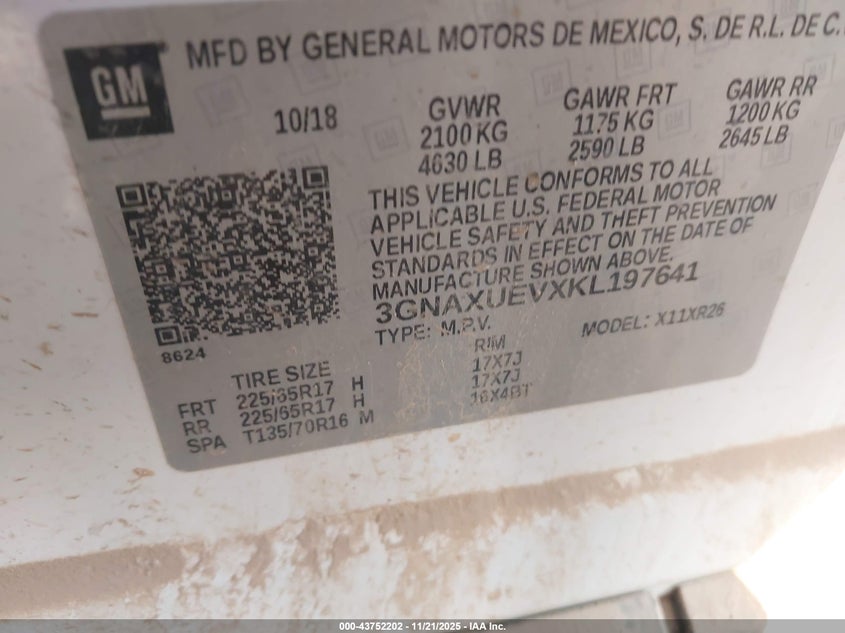 GM
MFD BY GENERAL MOTORS DE MEXICO, S. DE R.L. DE C.
10/18
GVWR
2100 KG
4630 LB
GAWR FRT
1175 KG
2590 LB
GAWR RR
1200 KG
2645 LB
THIS VEHICLE CONFORMS TO ALL
APPLICABLE U.S. FEDERAL MOTOR
VEHICLE SAFETY AND THEFT PREVENTION
STANDARDS IN EFFECT ON THE DATE OF
MANUFACTURE SHOWN ABOVE.
3GNAXUEVXKL197641
TYPE: M.P.V.
MODEL: X11XR26
8624
TIRE SIZE
RIM
FRT 225/65R17 H 17X7J
RR 225/65R17 H 17X7J
SPA T135/70R16 M 16X4BT
000-43752202 - 11/21/2025 - IAA Inc.